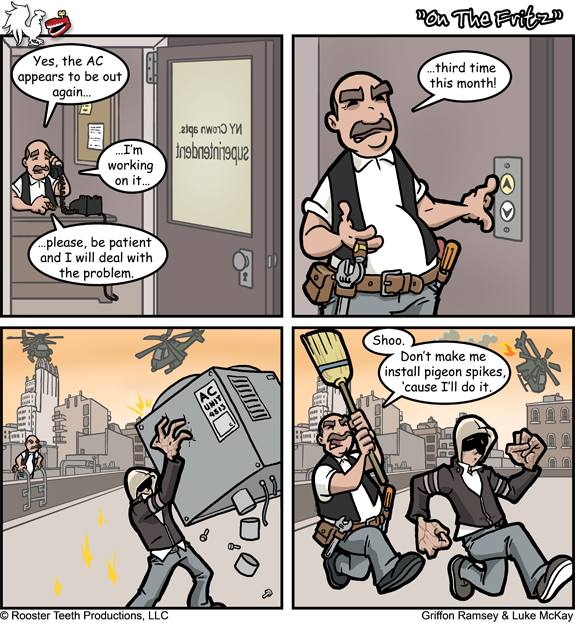 "On The Fritz"
Yes, the AC
appears to be out
again...
...I'm
working
on it...
...please, be patient
and I will deal with
the problem.
NY Crown apts.
superintendent
...third time
this month!
AC
UNIT
4613
Shoo.
Don't make me
install pigeon spikes,
'cause I'll do it.
© Rooster Teeth Productions, LLC
Griffon Ramsey & Luke McKay